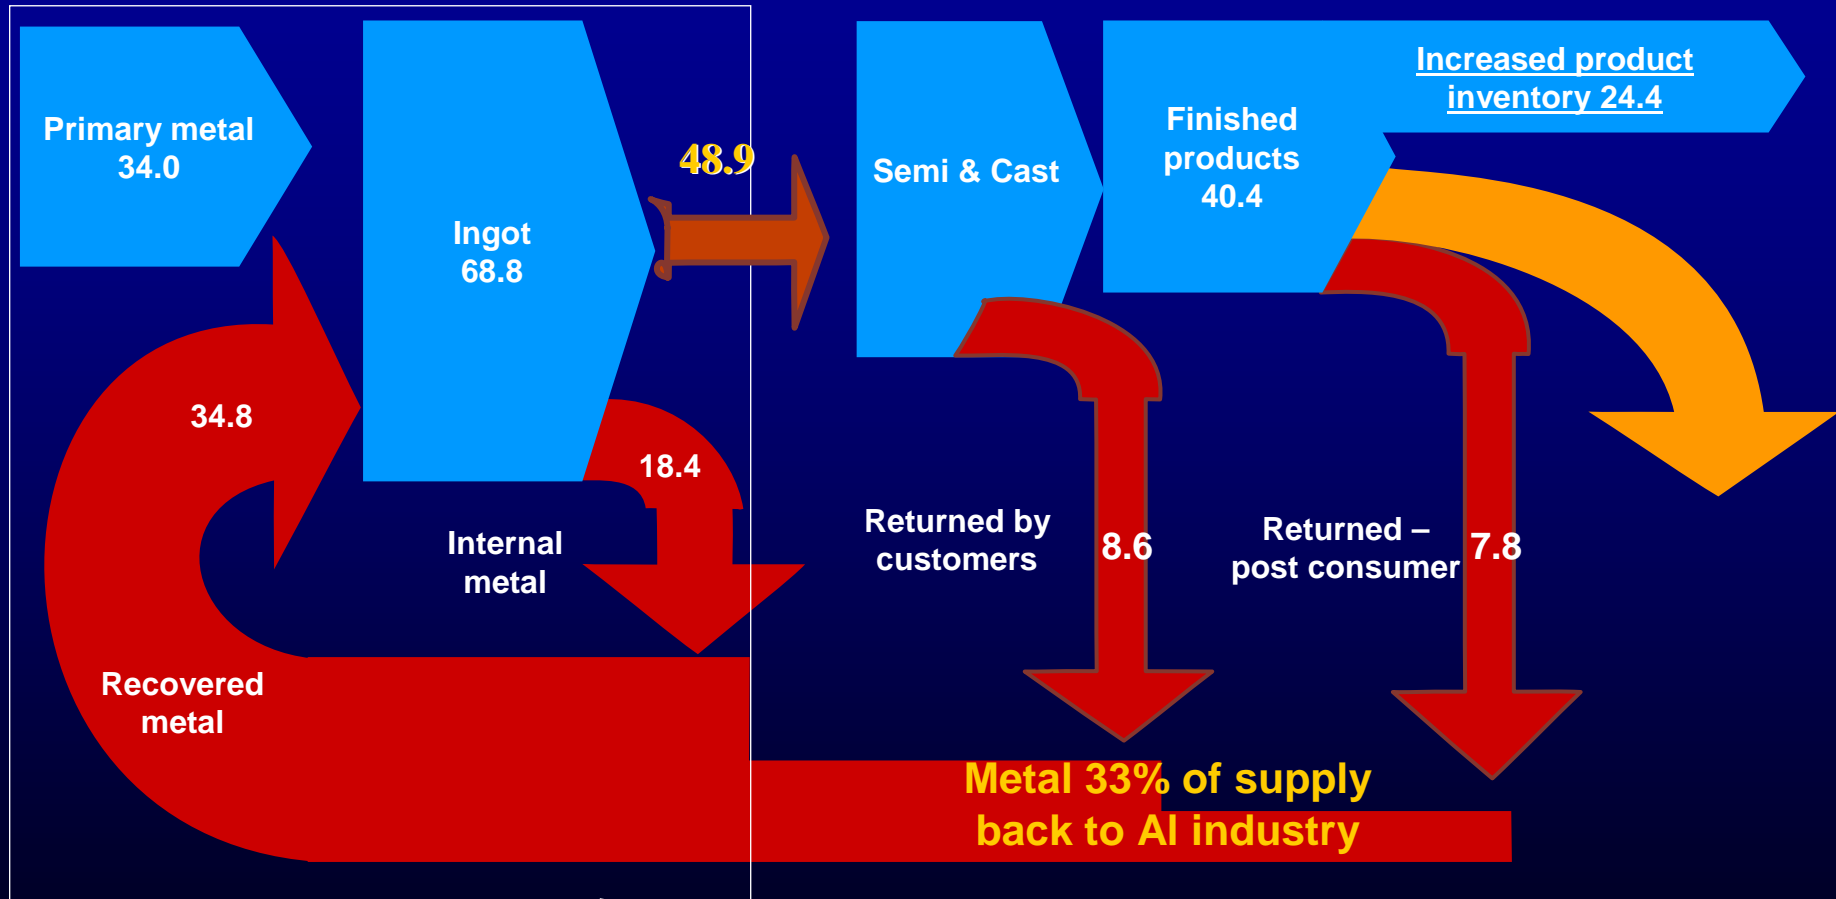 Primary metal
34.0
Ingot
68.8
48.9
Semi & Cast
Finished
products
40.4
Increased product
inventory 24.4
34.8
18.4
Internal
metal
Recovered
metal
Returned by
customers
8.6
Returned –
post consumer
7.8
Metal 33% of supply
back to Al industry